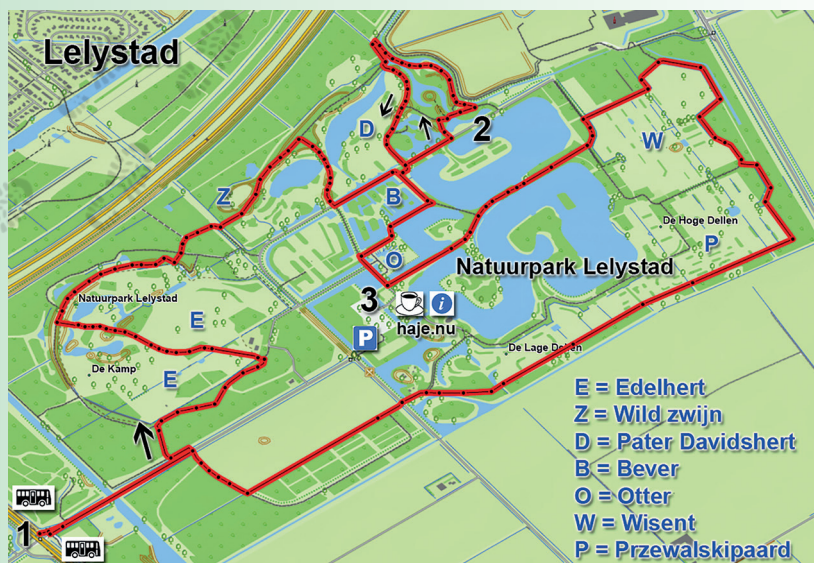 Lelystad
D
2
W
Z
B
De Hoge Dellen
P
O
Natuurpark Lelystad
Natuurpark Lelystad
3
i
E
haje.nu
P
De Lage Dellen
De Kamp
E
E = Edelhert
Z = Wild zwijn
D = Pater Davidshert
B = Bever
O = Otter
W = Wisent
P = Przewalskipaard
1